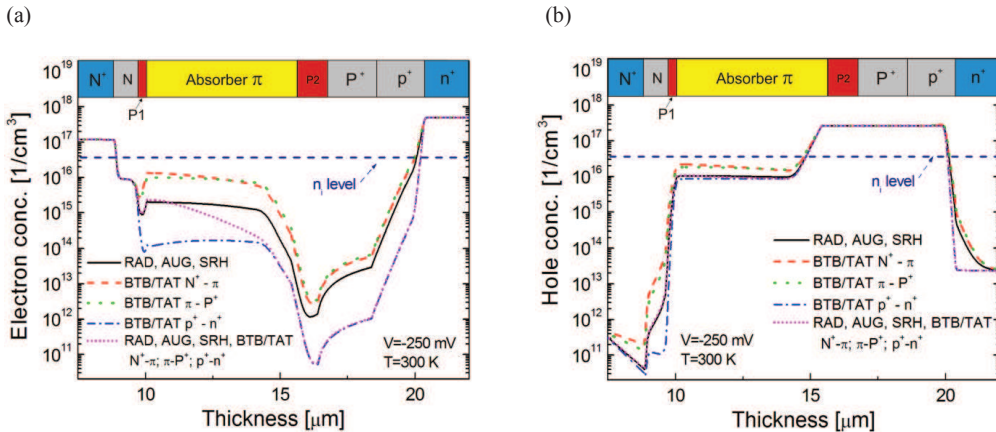 (a)
N⁺ N Absorber π P2 P⁺ p⁺ n⁺
P1
10¹⁹
10¹⁸
10¹⁷
10¹⁶
10¹⁵
10¹⁴
10¹³
10¹²
10¹¹
Electron conc. [1/cm³]
nᵢ level
RAD, AUG, SRH
BTB/TAT N⁺ - π
BTB/TAT π - P⁺
BTB/TAT p⁺ - n⁺
RAD, AUG, SRH, BTB/TAT
N⁺-π; π-P⁺; p⁺-n⁺
V=-250 mV
T=300 K
10 15 20
Thickness [μm]
(b)
N⁺ N Absorber π P2 P⁺ p⁺ n⁺
P1
10¹⁹
10¹⁸
10¹⁷
10¹⁶
10¹⁵
10¹⁴
10¹³
10¹²
10¹¹
Hole conc. [1/cm³]
nᵢ level
RAD, AUG, SRH
BTB/TAT N⁺ - π
BTB/TAT π - P⁺
BTB/TAT p⁺ - n⁺
RAD, AUG, SRH, BTB/TAT
N⁺-π; π-P⁺; p⁺-n⁺
V=-250 mV
T=300 K
10 15 20
Thickness [μm]